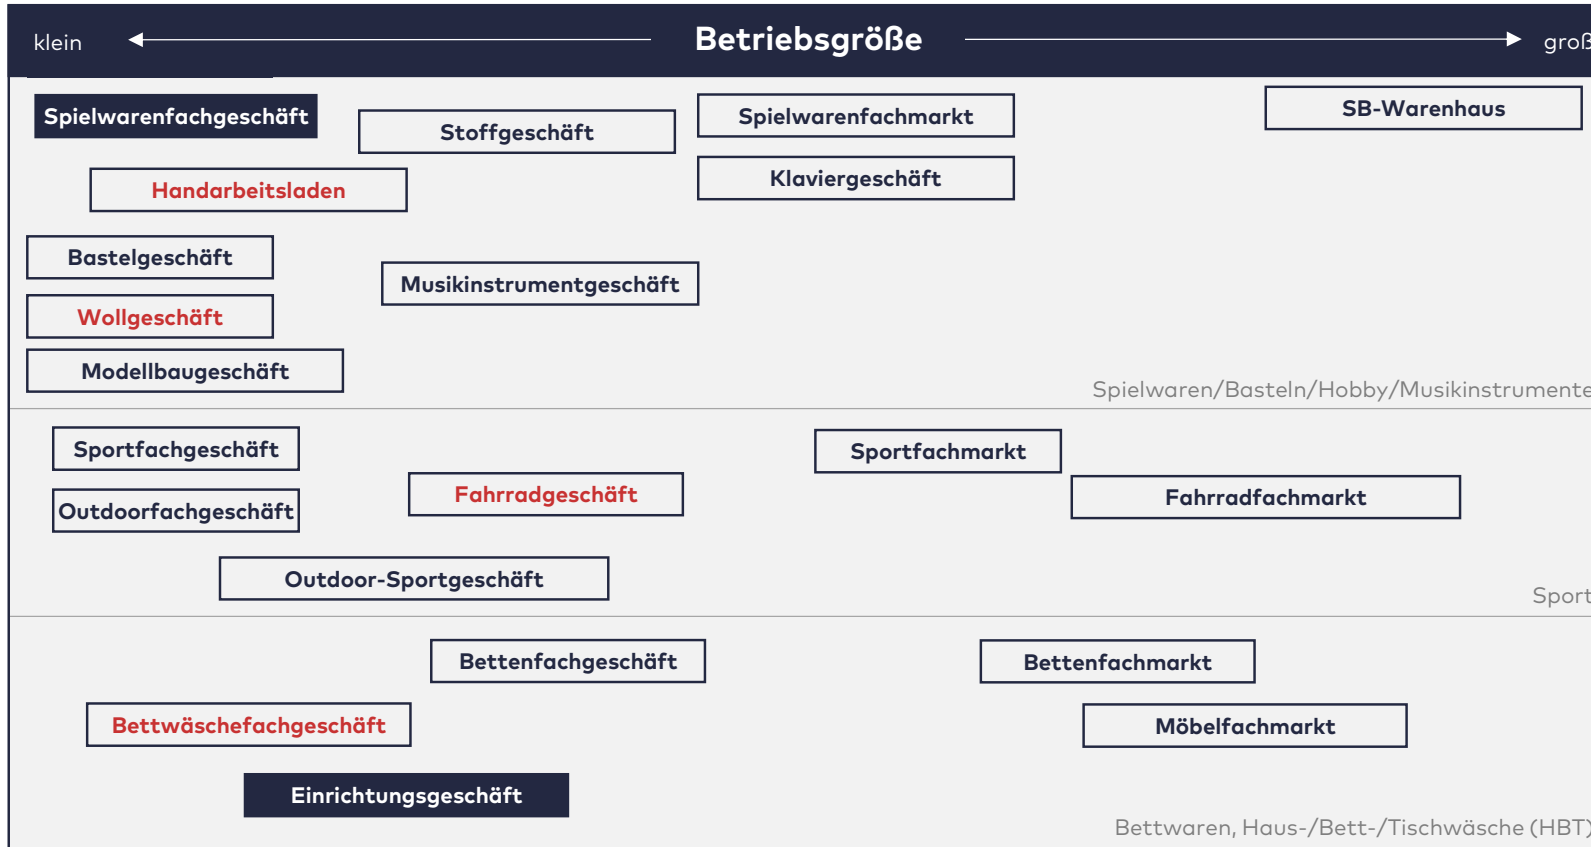 klein
Betriebsgröße
groß
Spielwarenfachgeschäft
Stoffgeschäft
Spielwarenfachmarkt
SB-Warenhaus
Handarbeitsladen
Klaviergeschäft
Bastelgeschäft
Musikinstrumentgeschäft
Wollgeschäft
Modellbaugeschäft
Spielwaren/Basteln/Hobby/Musikinstrumente
Sportfachgeschäft
Sportfachmarkt
Fahrradgeschäft
Fahrradfachmarkt
Outdoorfachgeschäft
Outdoor-Sportgeschäft
Sport
Bettenfachgeschäft
Bettenfachmarkt
Bettwäschefachgeschäft
Möbelfachmarkt
Einrichtungsgeschäft
Bettwaren, Haus-/Bett-/Tischwäsche (HBT)